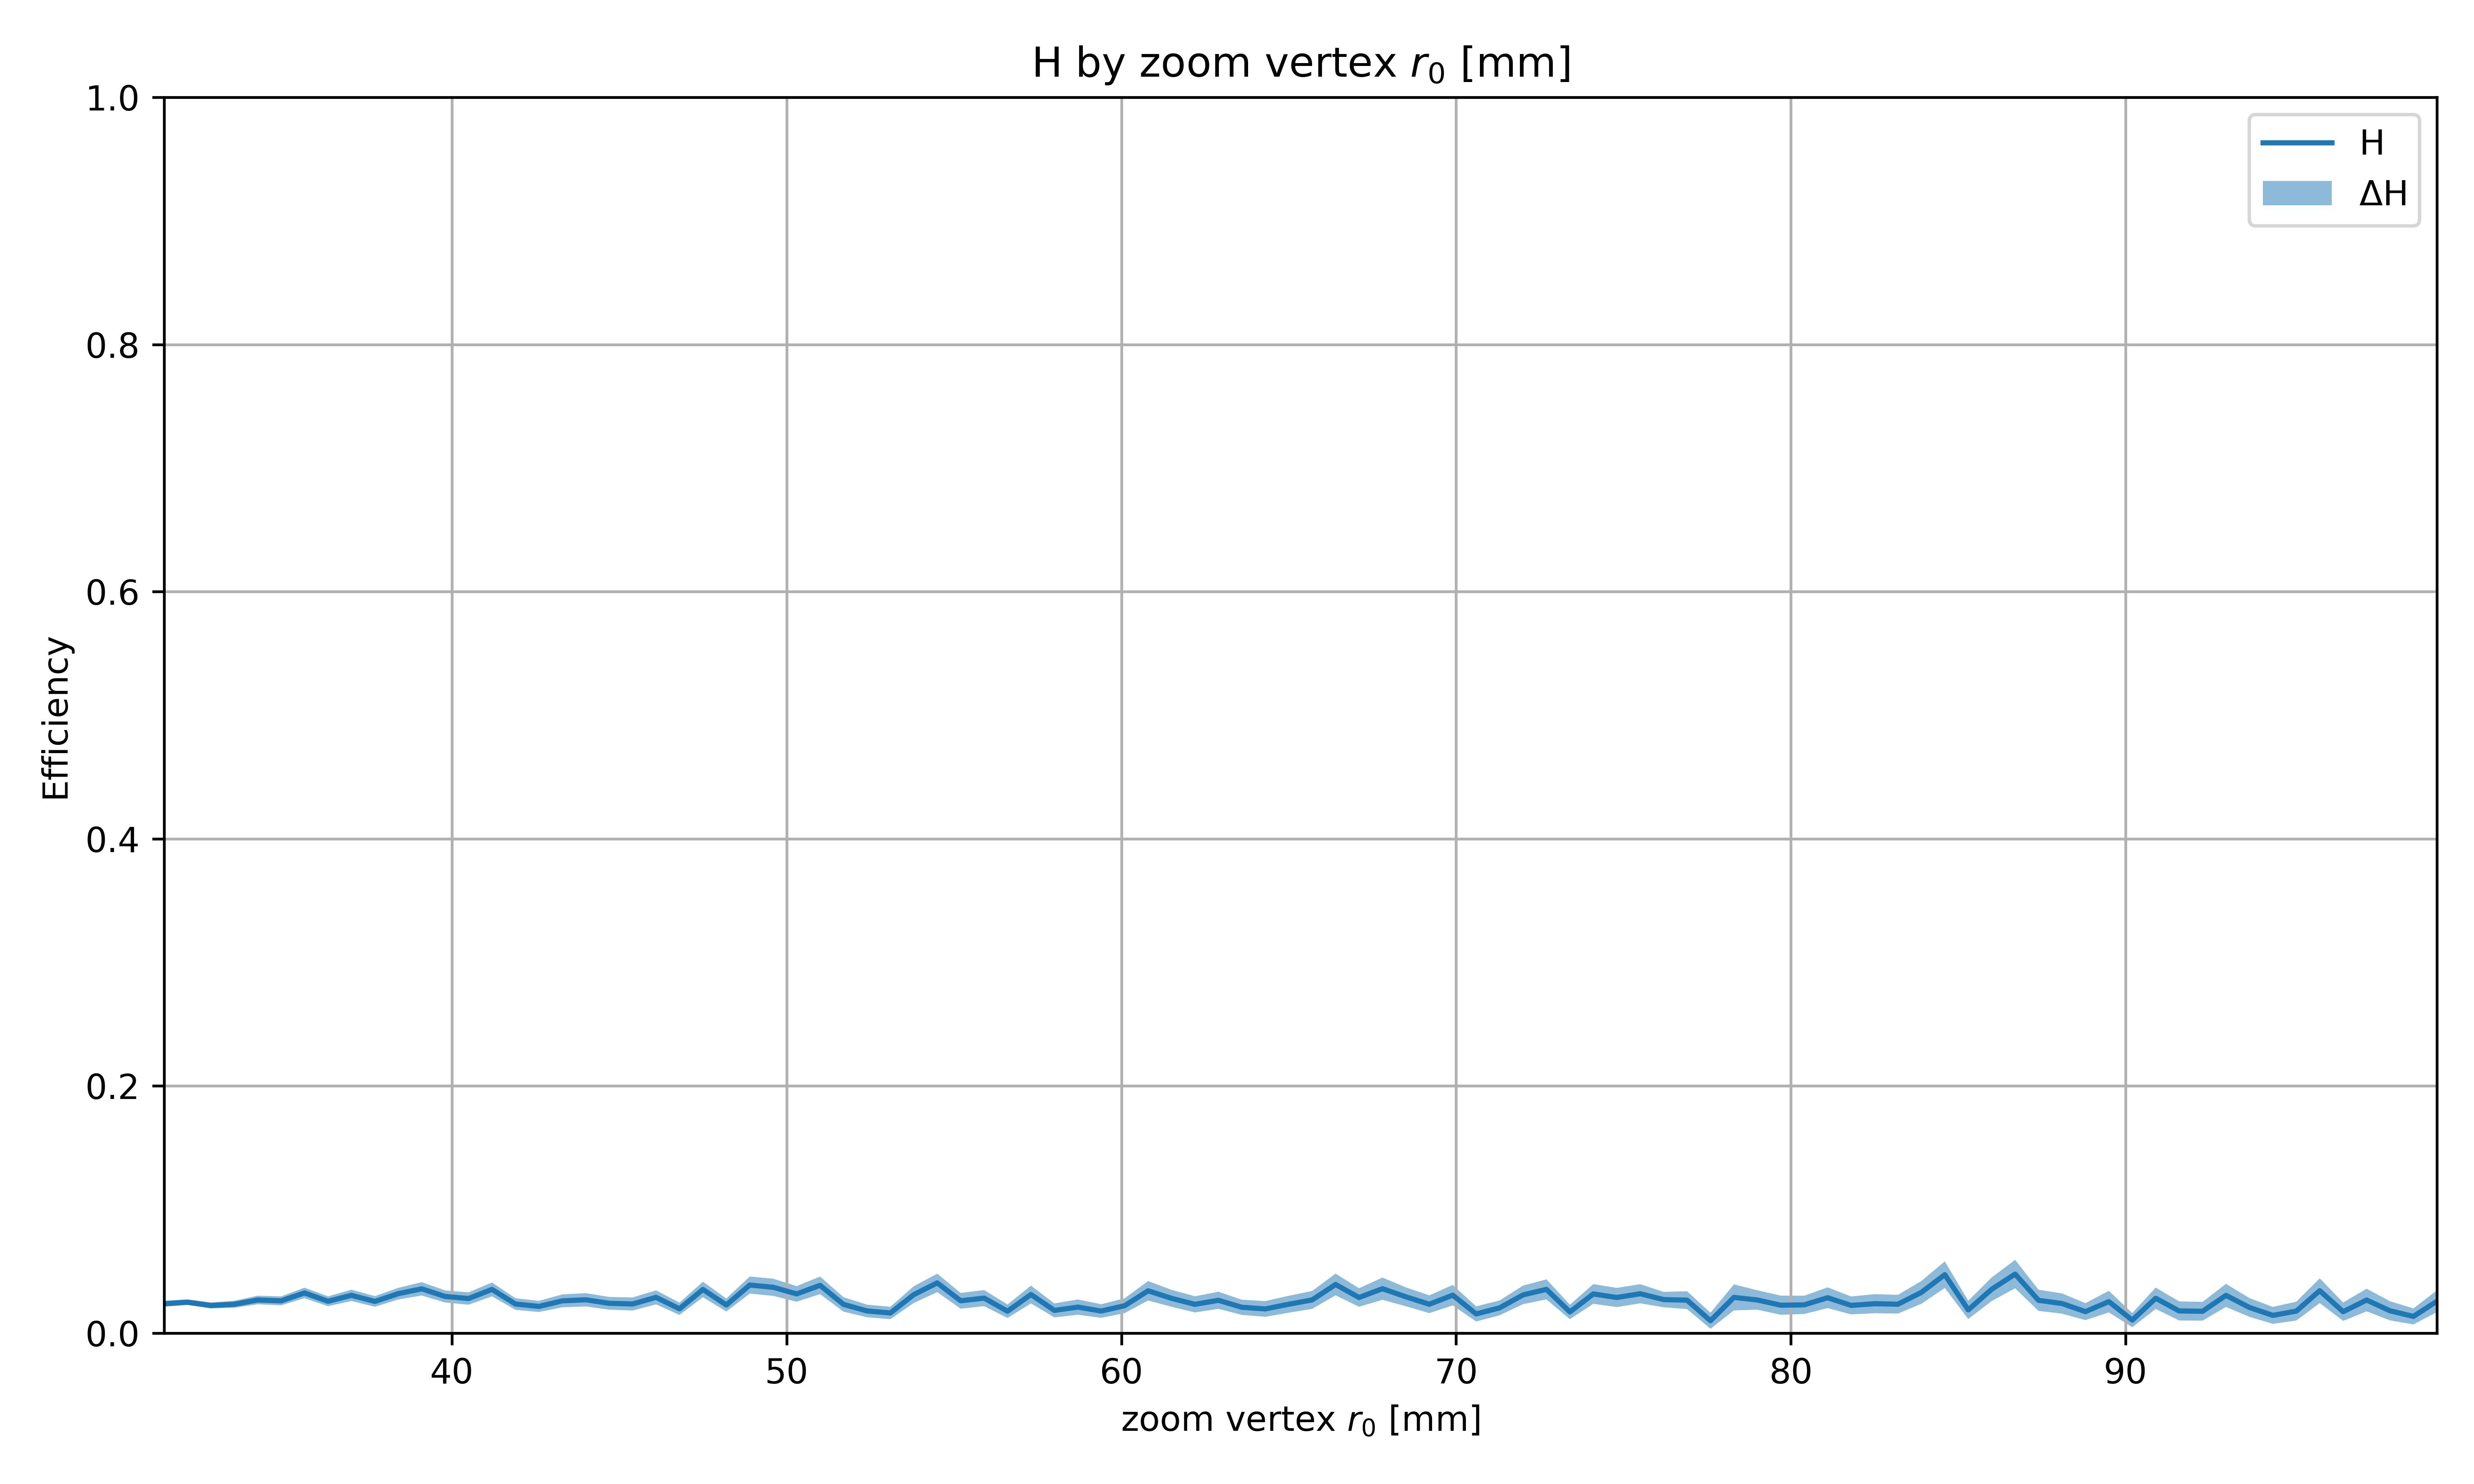 H by zoom vertex r₀ [mm]
H
ΔH
1.0
0.8
0.6
0.4
0.2
0.0
Efficiency
40 50 60 70 80 90
zoom vertex r₀ [mm]